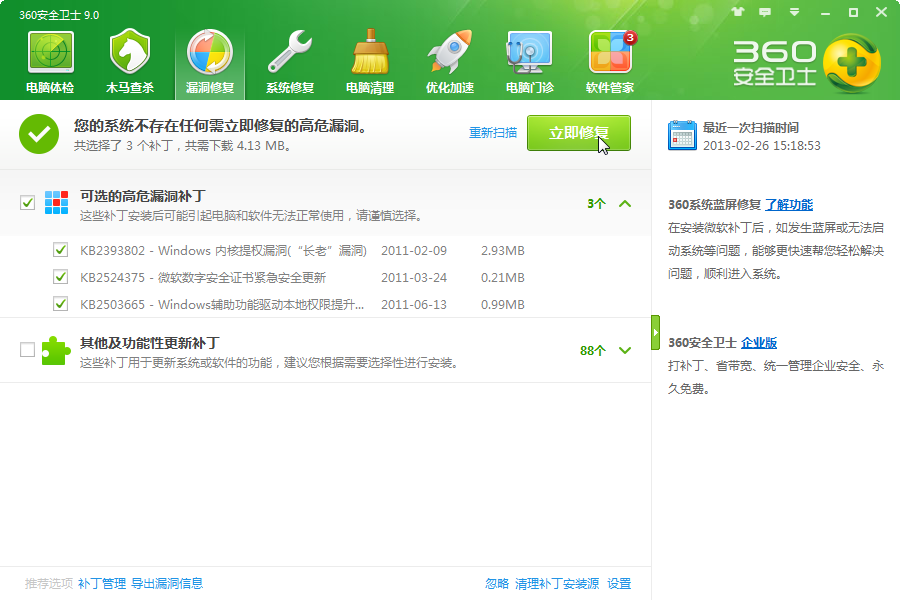 360安全卫士 9.0
电脑体检
木马查杀
漏洞修复
系统修复
电脑清理
优化加速
电脑门诊
3
软件管家
360
安全卫士
您的系统不存在任何需立即修复的高危漏洞。
共选择了 3 个补丁，共需下载 4.13 MB。
重新扫描
立即修复
可选的高危漏洞补丁
这些补丁安装后可能引起电脑和软件无法正常使用，请谨慎选择。
3个
KB2393802 - Windows 内核提权漏洞(“长老”漏洞) 2011-02-09 2.93MB
KB2524375 - 微软数字安全证书紧急安全更新 2011-03-24 0.21MB
KB2503665 - Windows辅助功能驱动本地权限提升... 2011-06-13 0.99MB
其他及功能性更新补丁
这些补丁用于更新系统或软件的功能，建议您根据需要选择性进行安装。
88个
最近一次扫描时间
2013-02-26 15:18:53
360系统蓝屏修复 了解功能
在安装微软补丁后，如发生蓝屏或无法启
动系统等问题，能够更快速帮您轻松解决
问题，顺利进入系统。
360安全卫士 企业版
打补丁、省带宽、统一管理企业安全、永
久免费。
推荐选项 补丁管理 导出漏洞信息
忽略 清理补丁安装源 设置